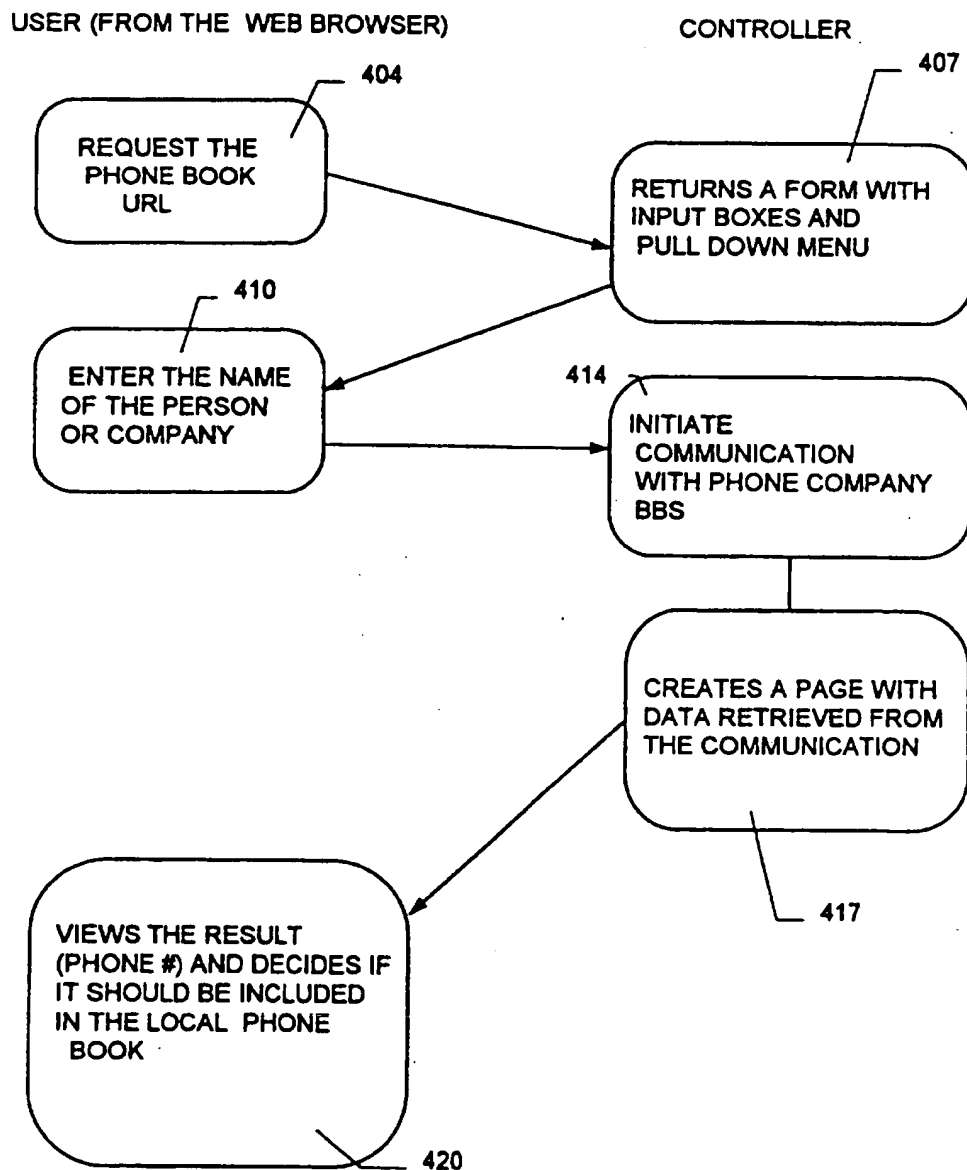 USER (FROM THE WEB BROWSER)
CONTROLLER
404
407
REQUEST THE
PHONE BOOK
URL
RETURNS A FORM WITH
INPUT BOXES AND
PULL DOWN MENU
410
ENTER THE NAME
OF THE PERSON
OR COMPANY
414
INITIATE
COMMUNICATION
WITH PHONE COMPANY
BBS
CREATES A PAGE WITH
DATA RETRIEVED FROM
THE COMMUNICATION
417
VIEWS THE RESULT
(PHONE #) AND DECIDES IF
IT SHOULD BE INCLUDED
IN THE LOCAL PHONE
BOOK
420